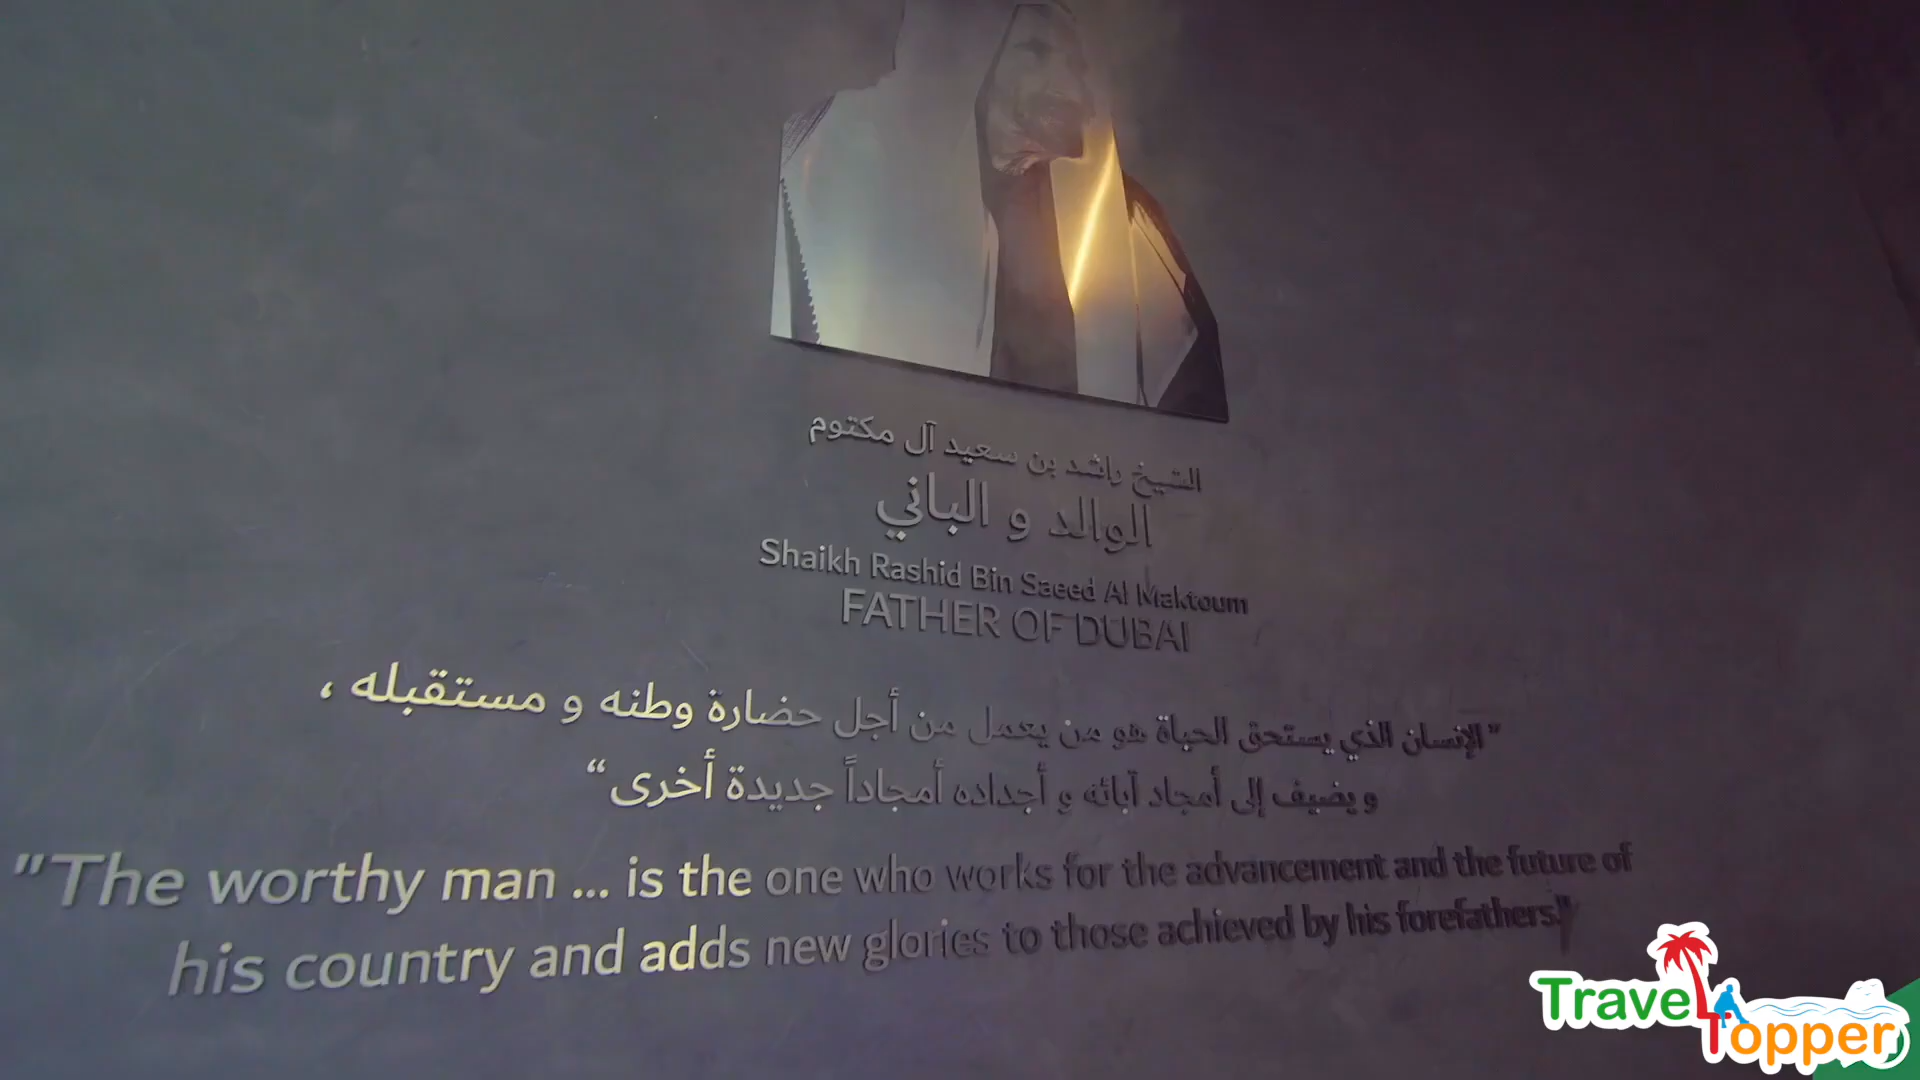 الشيخ راشد بن سعيد آل مكتوم
الوالد و الباني
Shaikh Rashid Bin Saeed Al Maktoum
FATHER OF DUBAI
”الإنسان الذي يستحق الحياة هو من يعمل من أجل حضارة وطنه و مستقبله ،
و يضيف إلى أمجاد آبائه و أجداده أمجاداً جديدة أخرى“
"The worthy man ... is the one who works for the advancement and the future of
his country and adds new glories to those achieved by his forefathers."
Travel
Topper